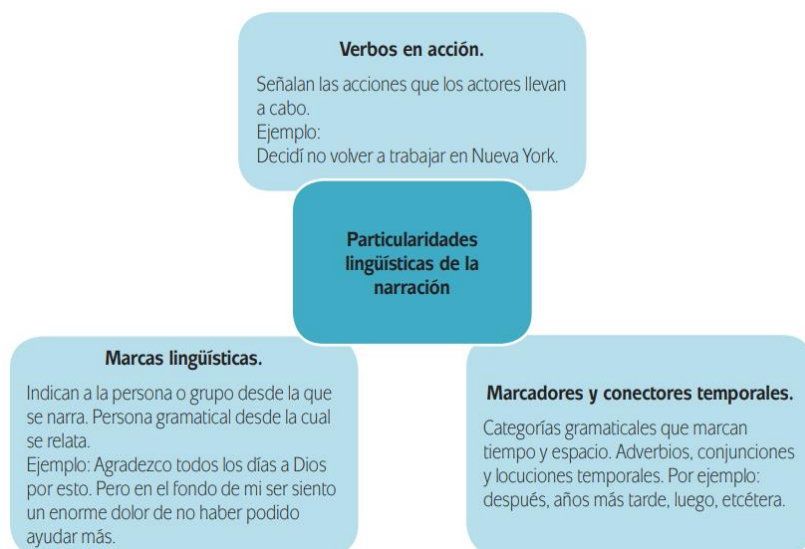 Verbos en acción.
Señalan las acciones que los actores llevan
a cabo.
Ejemplo:
Decidí no volver a trabajar en Nueva York.
Particularidades
lingüísticas de la
narración
Marcas lingüísticas.
Indican a la persona o grupo desde la que
se narra. Persona gramatical desde la cual
se relata.
Ejemplo: Agradezco todos los días a Dios
por esto. Pero en el fondo de mi ser siento
un enorme dolor de no haber podido
ayudar más.
Marcadores y conectores temporales.
Categorías gramaticales que marcan
tiempo y espacio. Adverbios, conjunciones
y locuciones temporales. Por ejemplo:
después, años más tarde, luego, etcétera.